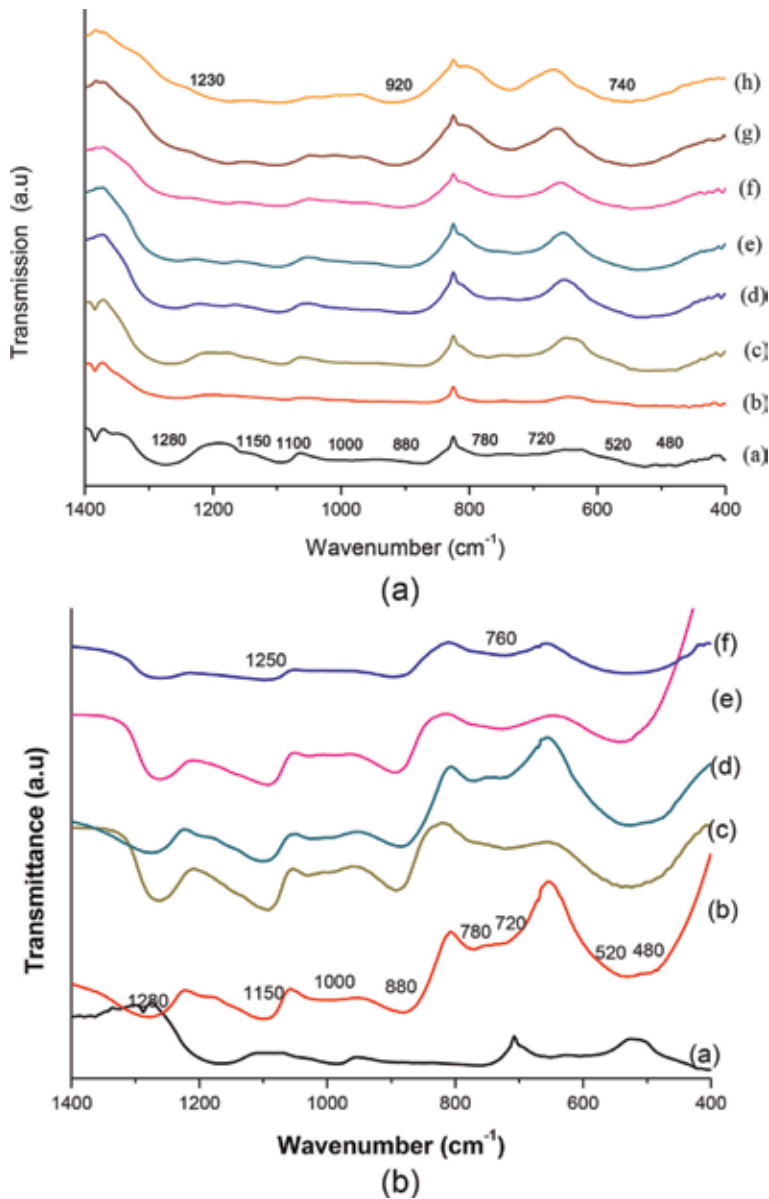 1230 920 740 (h)
(g)
(f)
(e)
(d)
(c)
(b)
1280 1150 1100 1000 880 780 720 520 480 (a)
Transmission (a.u)
1400 1200 1000 800 600 400
Wavenumber (cm-1)
(a)
1250 760 (f)
(e)
(d)
(c)
(b)
780 720 520 480
1280 1150 1000 880
(a)
Transmittance (a.u)
1400 1200 1000 800 600 400
Wavenumber (cm-1)
(b)